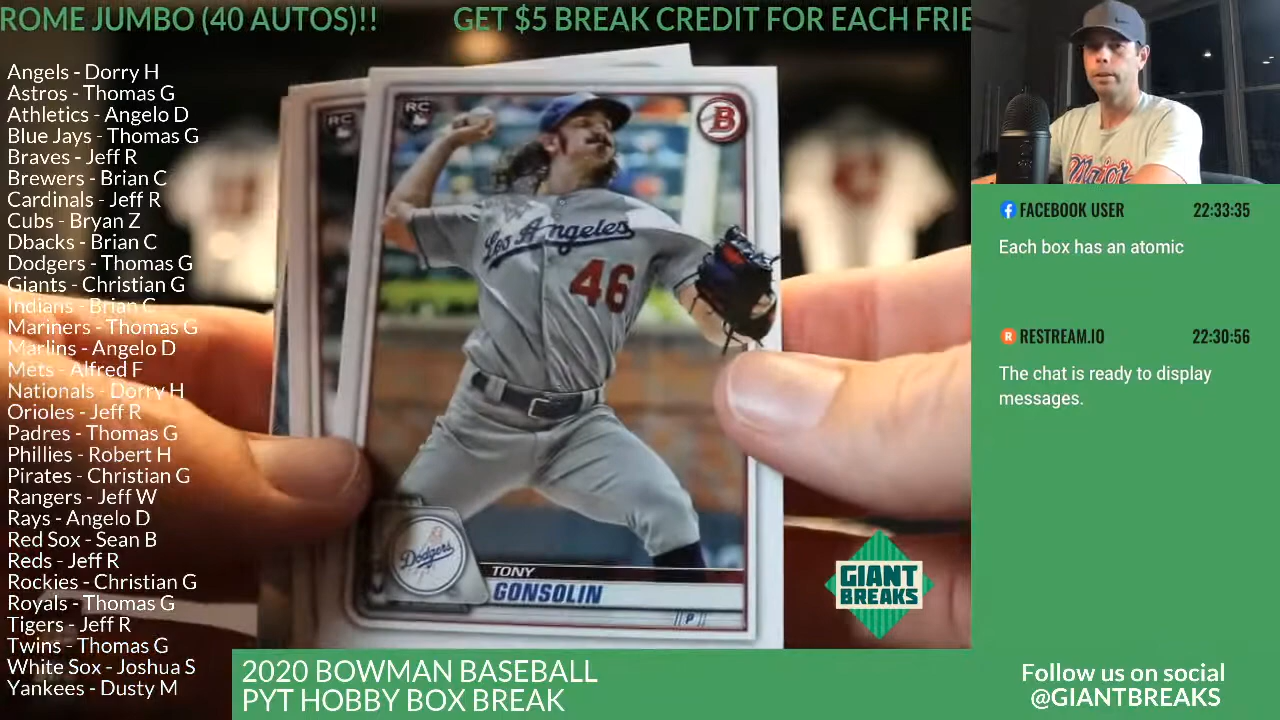 ROME JUMBO (40 AUTOS)!! GET $5 BREAK CREDIT FOR EACH FRIE
Angels - Dorry H
Astros - Thomas G
Athletics - Angelo D
Blue Jays - Thomas G
Braves - Jeff R
Brewers - Brian C
Cardinals - Jeff R
Cubs - Bryan Z
Dbacks - Brian C
Dodgers - Thomas G
Giants - Christian G
Indians - Brian C
Mariners - Thomas G
Marlins - Angelo D
Mets - Alfred F
Nationals - Dorry H
Orioles - Jeff R
Padres - Thomas G
Phillies - Robert H
Pirates - Christian G
Rangers - Jeff W
Rays - Angelo D
Red Sox - Sean B
Reds - Jeff R
Rockies - Christian G
Royals - Thomas G
Tigers - Jeff R
Twins - Thomas G
White Sox - Joshua S
Yankees - Dusty M
RC
RC
B
Los Angeles
46
Dodgers
TONY
GONSOLIN
P
GIANT
BREAKS
2020 BOWMAN BASEBALL
PYT HOBBY BOX BREAK
Major
FACEBOOK USER 22:33:35
Each box has an atomic
RESTREAM.IO 22:30:56
The chat is ready to display
messages.
Follow us on social
@GIANTBREAKS